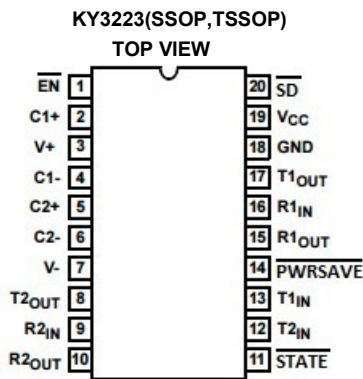 KY3223(SSOP,TSSOP)
TOP VIEW
EN 1 20 SD
C1+ 2 19 VCC
V+ 3 18 GND
C1- 4 17 T1OUT
C2+ 5 16 R1IN
C2- 6 15 R1OUT
V- 7 14 PWRSAVE
T2OUT 8 13 T1IN
R2IN 9 12 T2IN
R2OUT 10 11 STATE